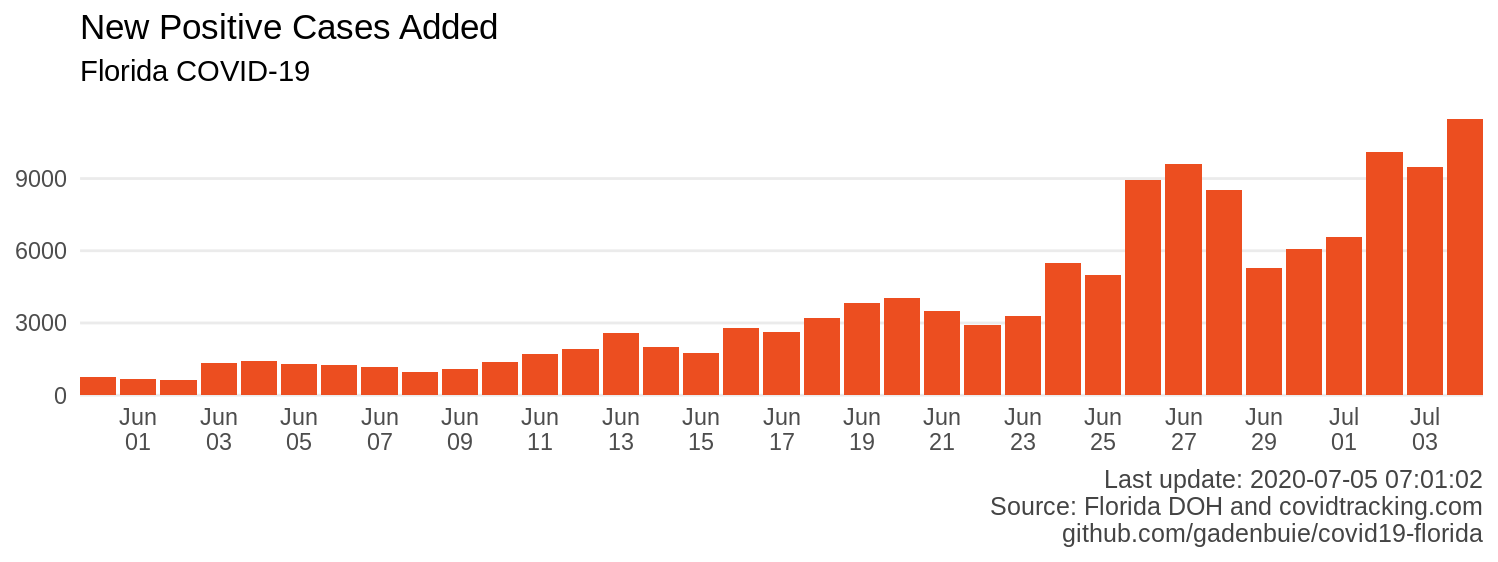 New Positive Cases Added
Florida COVID-19
9000
6000
3000
0
Jun Jun Jun Jun Jun Jun Jun Jun Jun Jun Jun Jun Jun Jun Jun Jul Jul
01 03 05 07 09 11 13 15 17 19 21 23 25 27 29 01 03
Last update: 2020-07-05 07:01:02
Source: Florida DOH and covidtracking.com
github.com/gadenbuie/covid19-florida